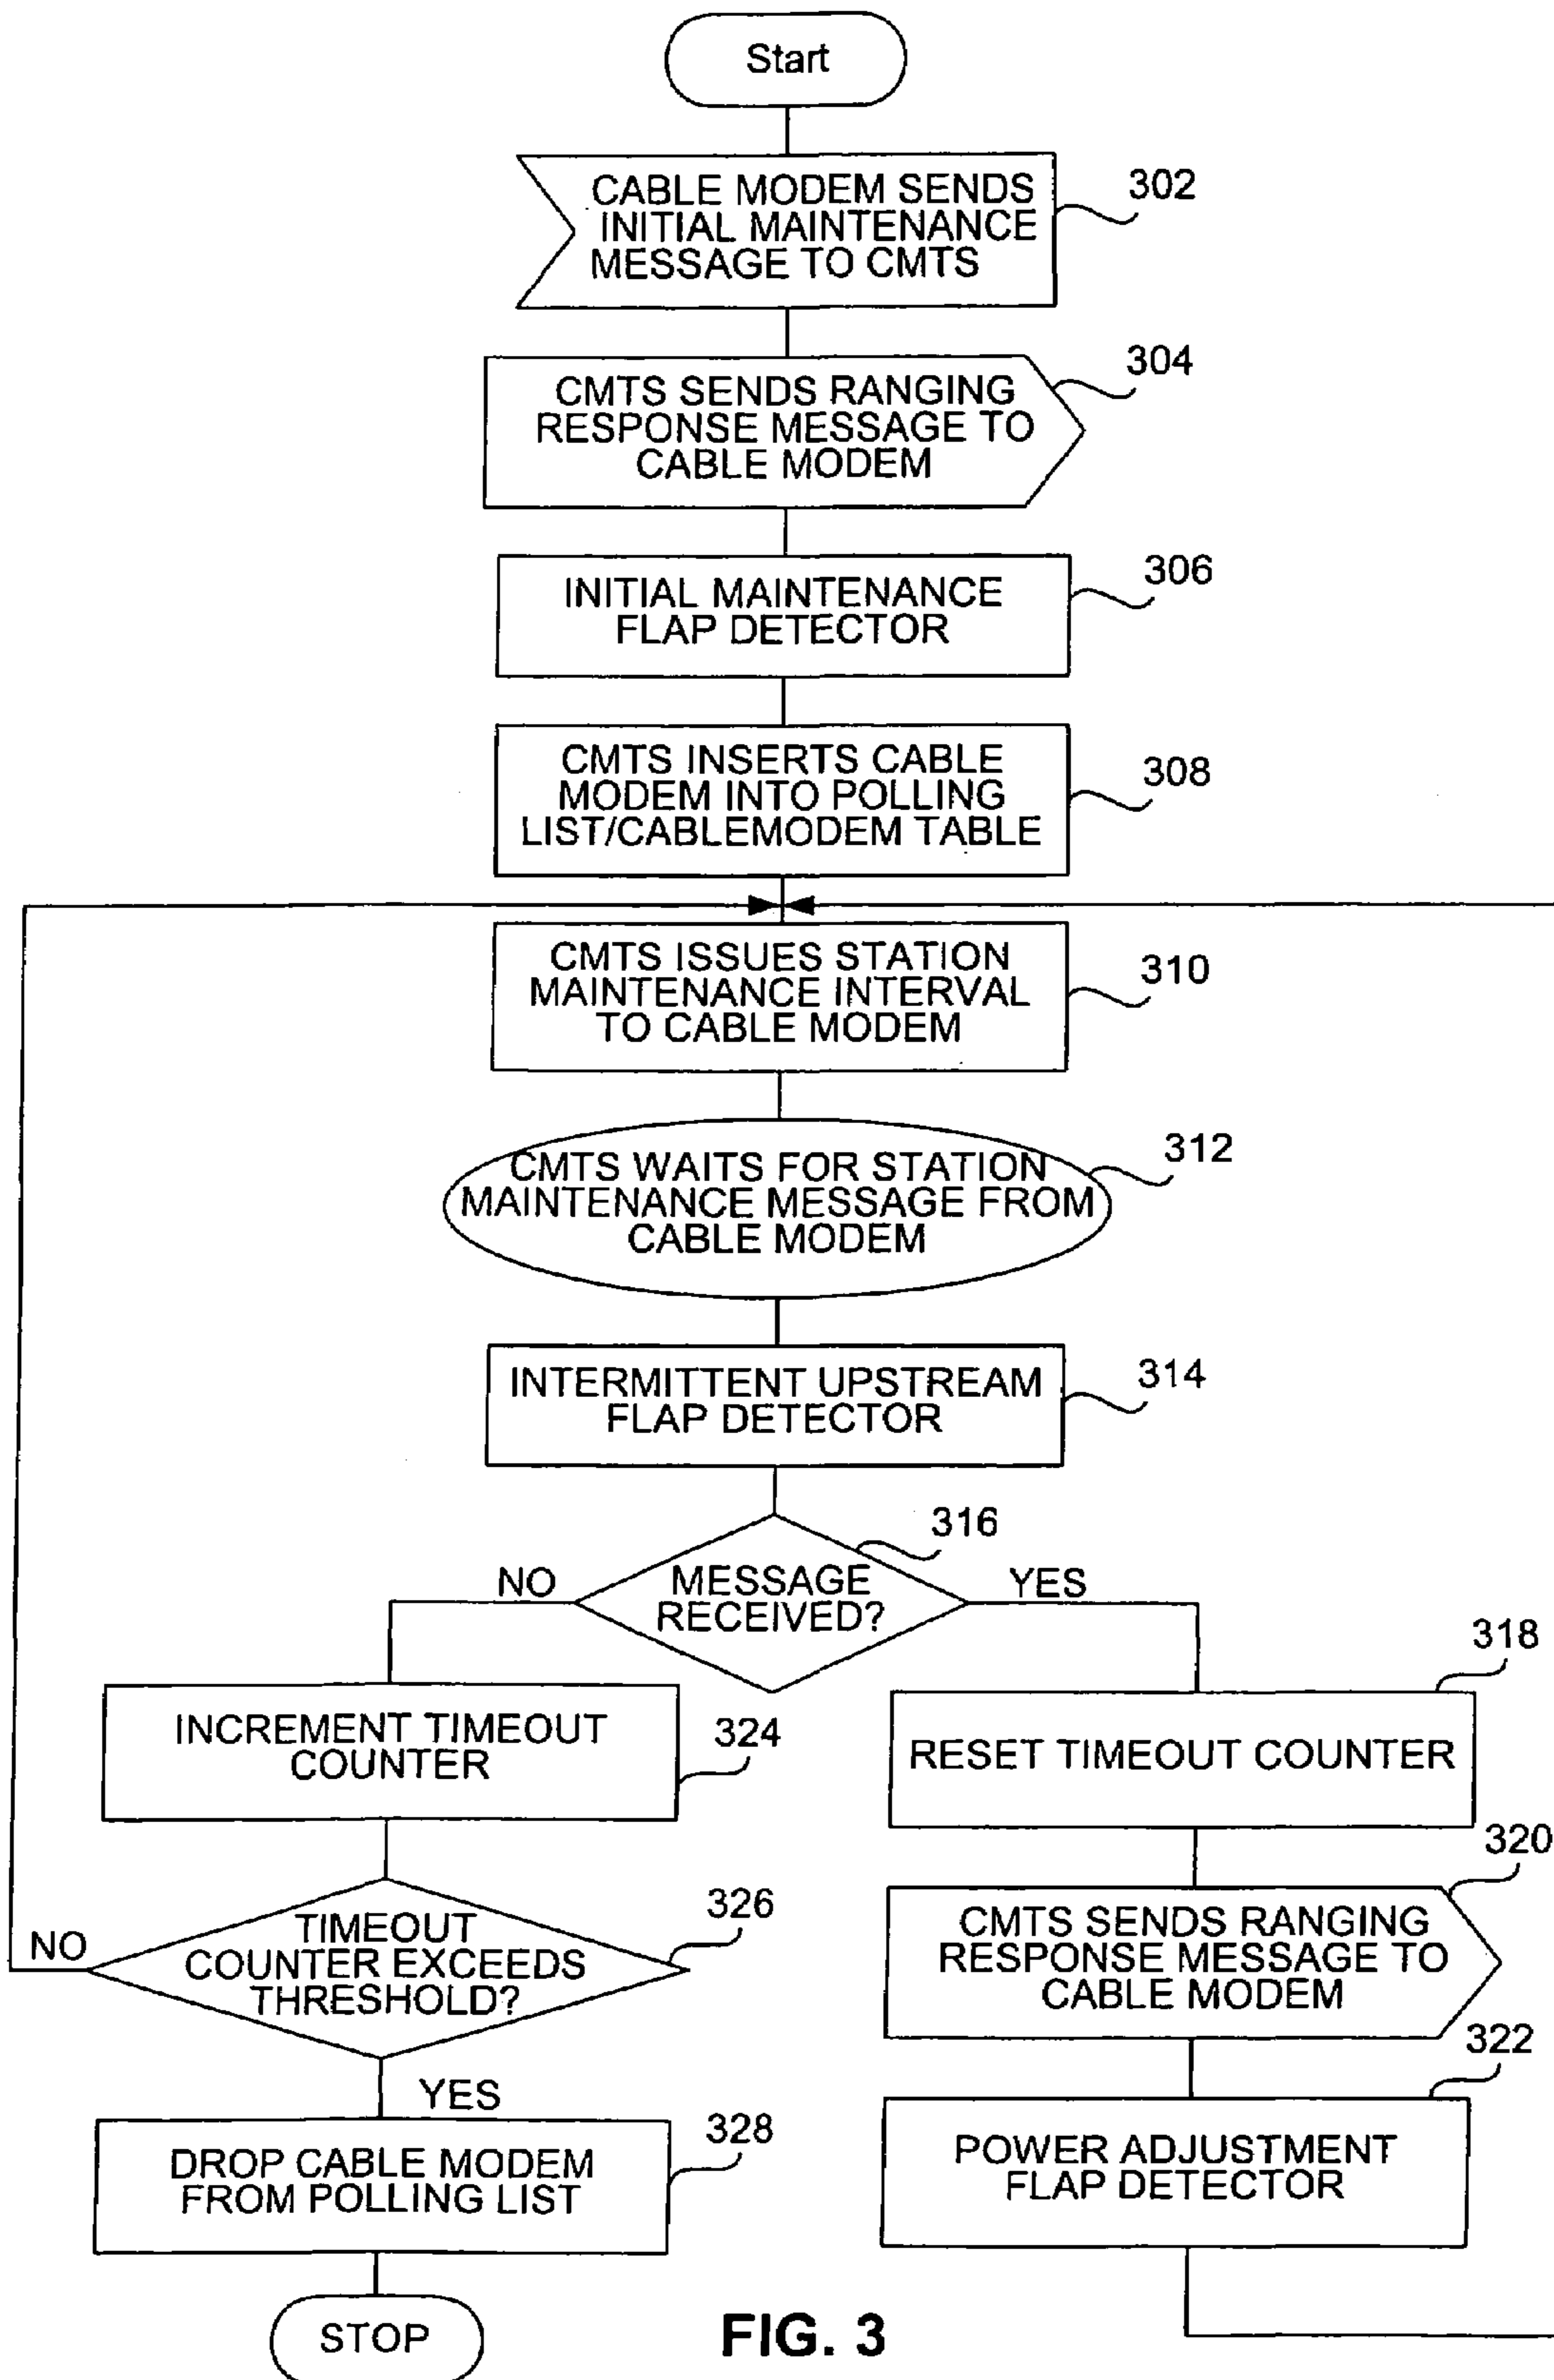 Start
CABLE MODEM SENDS
INITIAL MAINTENANCE
MESSAGE TO CMTS
302
CMTS SENDS RANGING
RESPONSE MESSAGE TO
CABLE MODEM
304
INITIAL MAINTENANCE
FLAP DETECTOR
306
CMTS INSERTS CABLE
MODEM INTO POLLING
LIST/CABLEMODEM TABLE
308
CMTS ISSUES STATION
MAINTENANCE INTERVAL
TO CABLE MODEM
310
CMTS WAITS FOR STATION
MAINTENANCE MESSAGE FROM
CABLE MODEM
312
INTERMITTENT UPSTREAM
FLAP DETECTOR
314
MESSAGE
RECEIVED?
316
NO
YES
INCREMENT TIMEOUT
COUNTER
324
RESET TIMEOUT COUNTER
318
TIMEOUT
COUNTER EXCEEDS
THRESHOLD?
326
NO
YES
CMTS SENDS RANGING
RESPONSE MESSAGE TO
CABLE MODEM
320
DROP CABLE MODEM
FROM POLLING LIST
328
POWER ADJUSTMENT
FLAP DETECTOR
322
STOP
FIG. 3